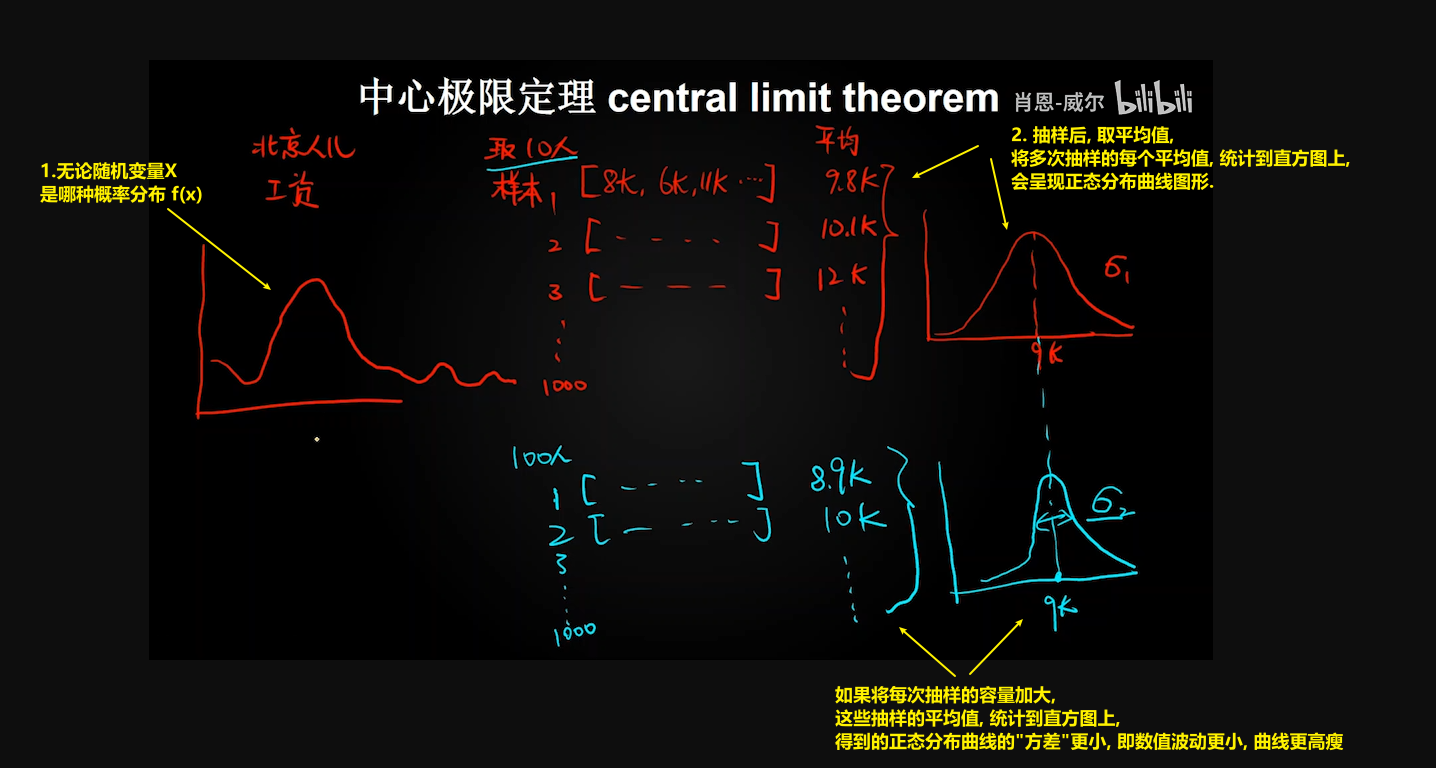 中心极限定理 central limit theorem
肖恩-威尔 bilibili
1.无论随机变量X
是哪种概率分布 f(x)
北京人儿
工资
取10人
样本
平均
1 [8K, 6K, 11K ...] 9.8K
2 [- - - -] 10.1K
3 [- - -] 12K
1000
2. 抽样后, 取平均值,
将多次抽样的每个平均值, 统计到直方图上,
会呈现正态分布曲线图形.
σ1
9K
100人
1 [- - - -] 8.9K
2 [- - - -] 10K
3
1000
σ2
9K
如果将每次抽样的容量加大,
这些抽样的平均值, 统计到直方图上,
得到的正态分布曲线的"方差"更小, 即数值波动更小, 曲线更高瘦